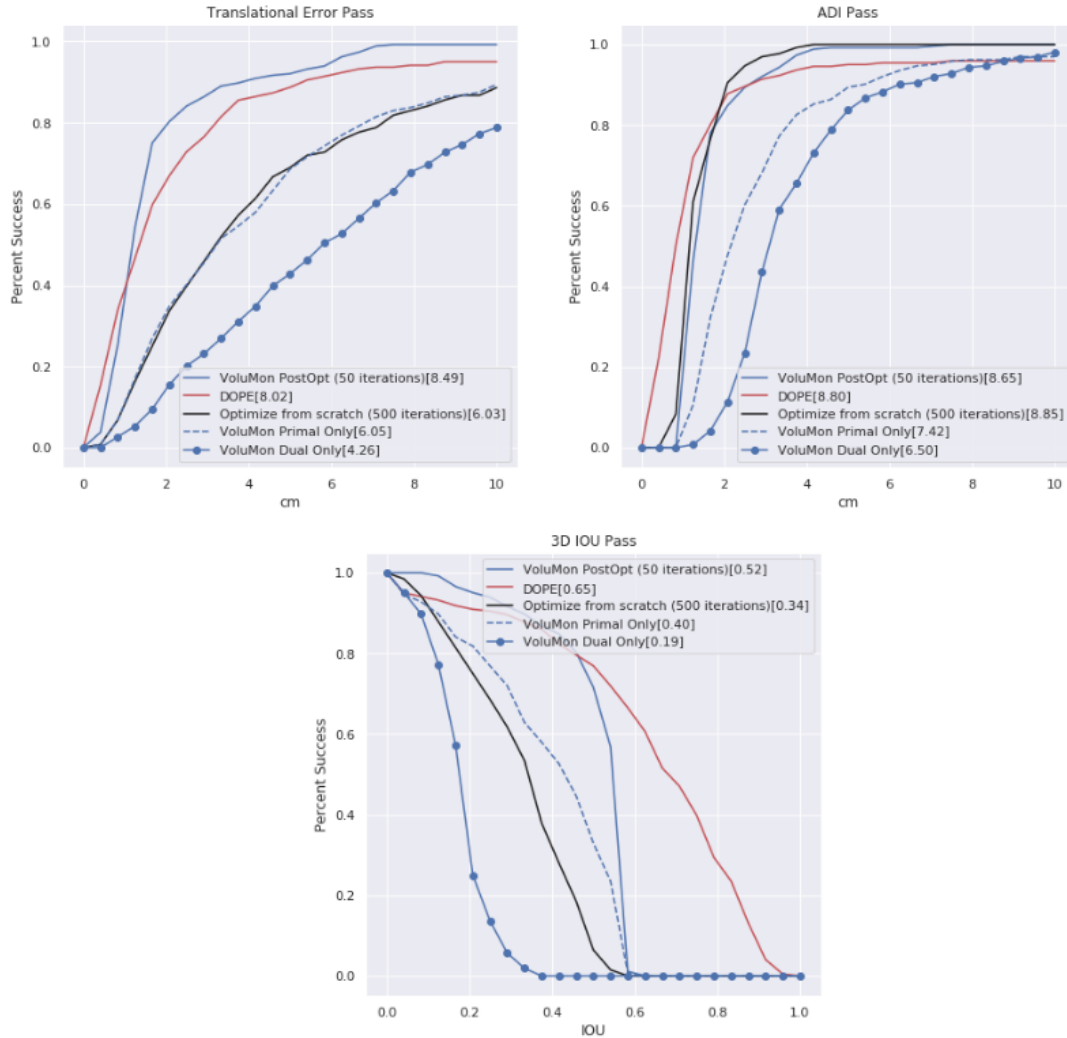 Translational Error Pass
Percent Success
1.0
0.8
0.6
0.4
0.2
0.0
VoluMon PostOpt (50 iterations)[8.49]
DOPE[8.02]
Optimize from scratch (500 iterations)[6.03]
VoluMon Primal Only[6.05]
VoluMon Dual Only[4.26]
0 2 4 6 8 10
cm
ADI Pass
Percent Success
1.0
0.8
0.6
0.4
0.2
0.0
VoluMon PostOpt (50 iterations)[8.65]
DOPE[8.80]
Optimize from scratch (500 iterations)[8.85]
VoluMon Primal Only[7.42]
VoluMon Dual Only[6.50]
0 2 4 6 8 10
cm
3D IOU Pass
Percent Success
1.0
0.8
0.6
0.4
0.2
0.0
VoluMon PostOpt (50 iterations)[0.52]
DOPE[0.65]
Optimize from scratch (500 iterations)[0.34]
VoluMon Primal Only[0.40]
VoluMon Dual Only[0.19]
0.0 0.2 0.4 0.6 0.8 1.0
IOU